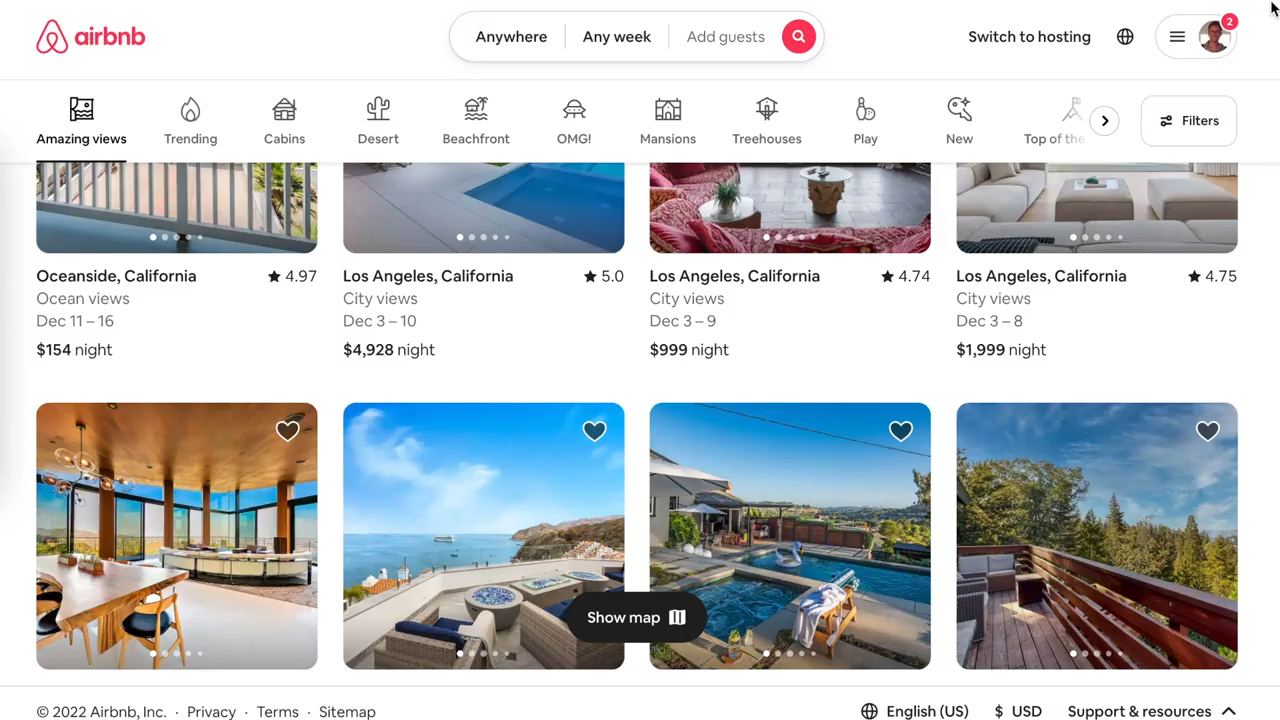 airbnb
Anywhere
Any week
Add guests
Switch to hosting
2
Amazing views
Trending
Cabins
Desert
Beachfront
OMG!
Mansions
Treehouses
Play
New
Top of the
Filters
Oceanside, California
4.97
Ocean views
Dec 11 – 16
$154 night
Los Angeles, California
5.0
City views
Dec 3 – 10
$4,928 night
Los Angeles, California
4.74
City views
Dec 3 – 9
$999 night
Los Angeles, California
4.75
City views
Dec 3 – 8
$1,999 night
Show map
© 2022 Airbnb, Inc. · Privacy · Terms · Sitemap
English (US)
$ USD
Support & resources